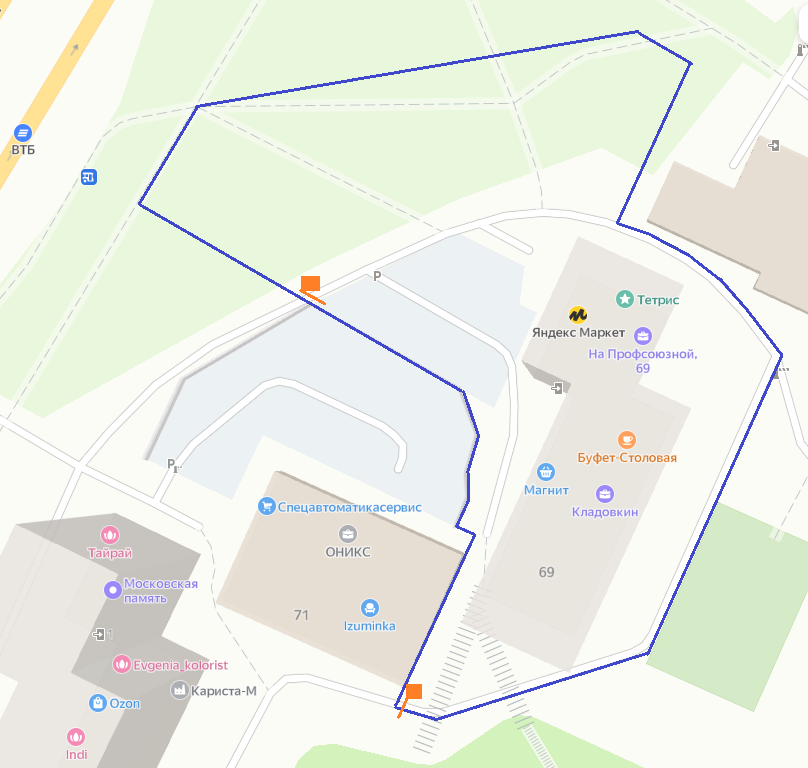 ВТБ
P
Тетрис
Яндекс Маркет
На Профсоюзной,
69
Буфет-Столовая
Магнит
Кладовкин
P
Спецавтоматикасервис
ОНИКС
69
71
Izuminka
Тайрай
Московская
память
1
Evgenia_kolorist
Кариста-М
Ozon
Indi